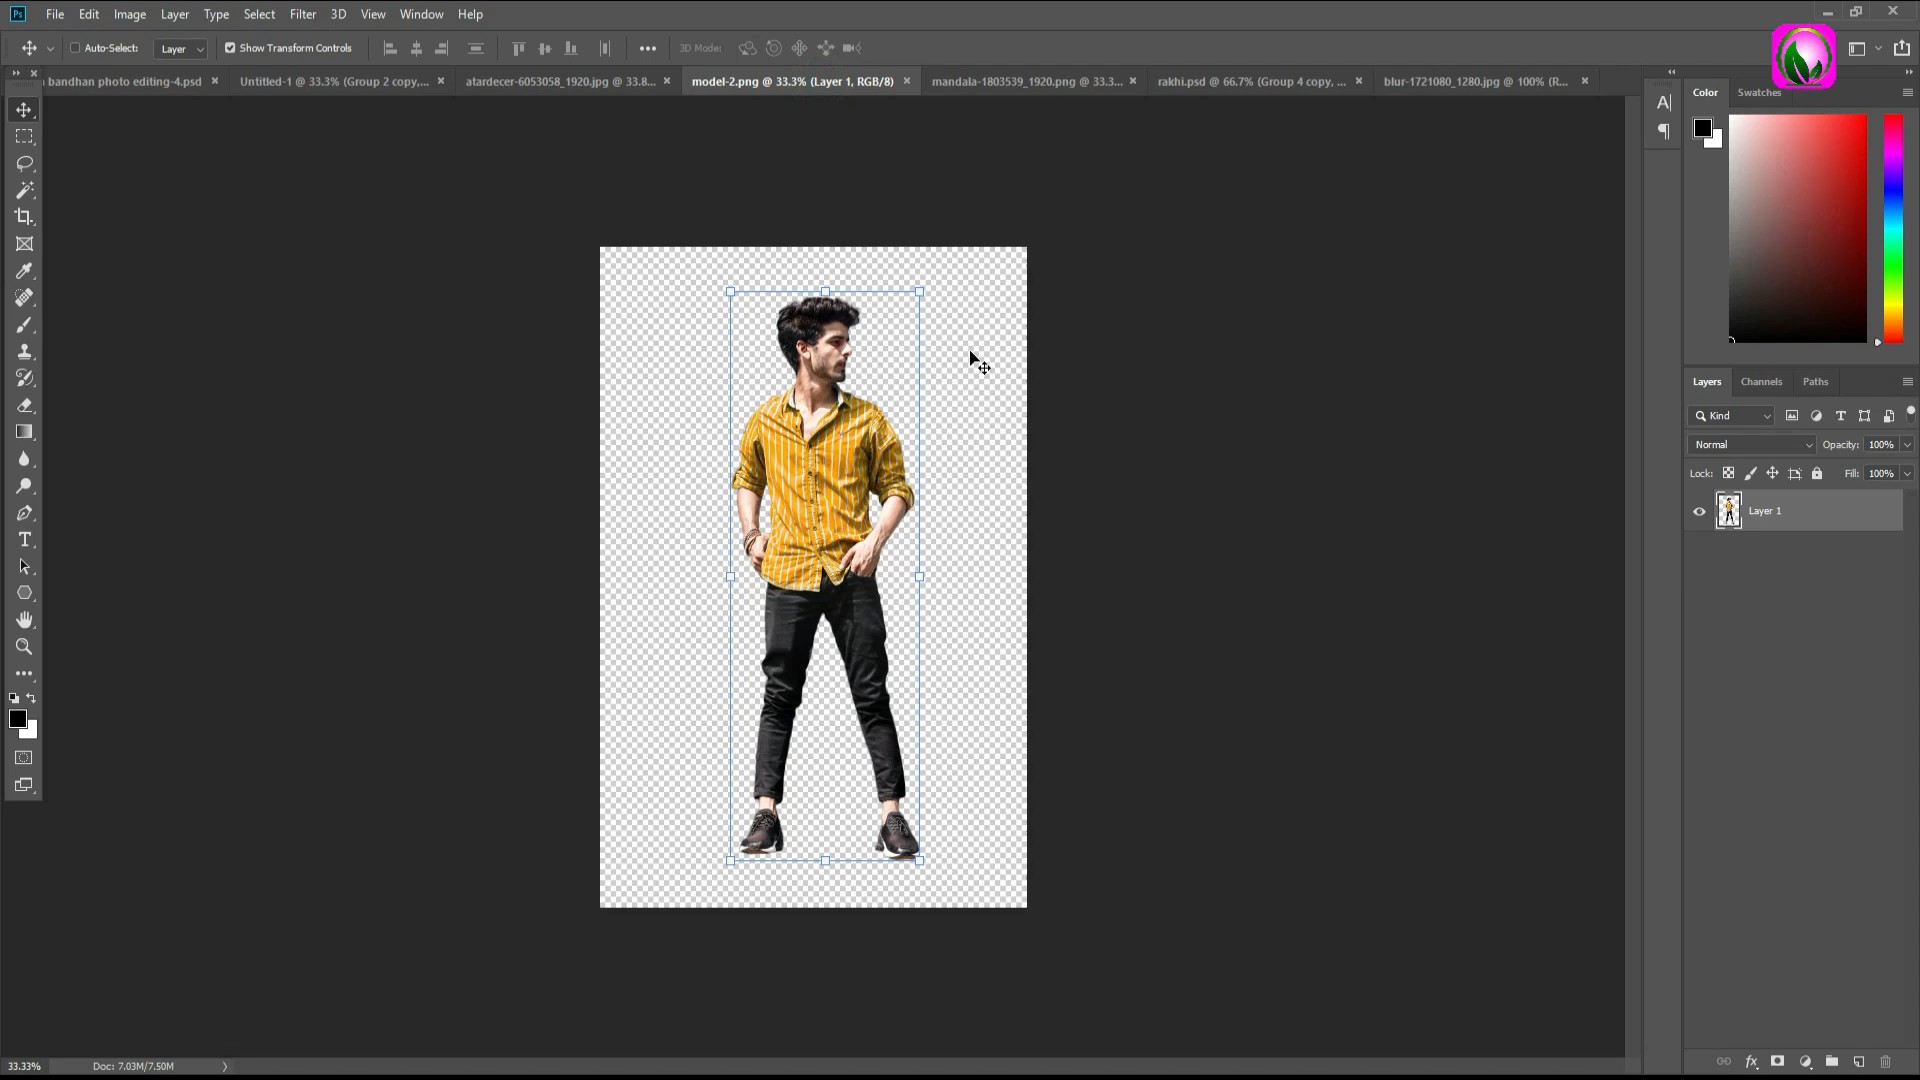 Ps File Edit Image Layer Type Select Filter 3D View Window Help
Auto-Select: Layer Show Transform Controls 3D Mode:
bandhan photo editing-4.psd × Untitled-1 @ 33.3% (Group 2 copy,... × atardecer-6053058_1920.jpg @ 33.8... × model-2.png @ 33.3% (Layer 1, RGB/8) × mandala-1803539_1920.png @ 33.3... × rakhi.psd @ 66.7% (Group 4 copy, ... × blur-1721080_1280.jpg @ 100% (R... ×
Color Swatches
Layers Channels Paths
Kind
Normal Opacity: 100%
Lock: Fill: 100%
Layer 1
33.33% Doc: 7.03M/7.50M